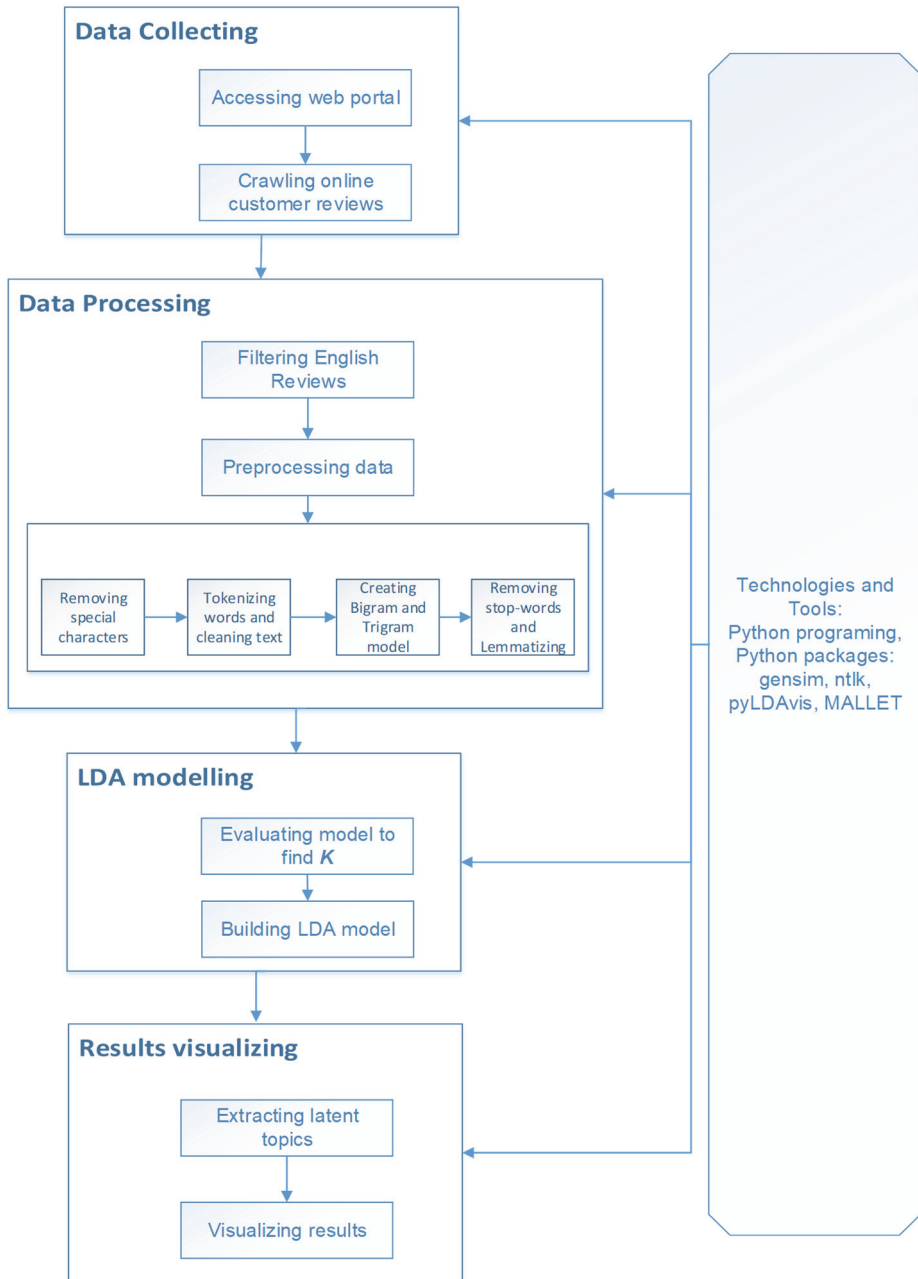 Data Collecting
Accessing web portal
Crawling online
customer reviews
Data Processing
Filtering English
Reviews
Preprocessing data
Removing
special
characters
Tokenizing
words and
cleaning text
Creating
Bigram and
Trigram
model
Removing
stop-words
and
Lemmatizing
LDA modelling
Evaluating model to
find K
Building LDA model
Results visualizing
Extracting latent
topics
Visualizing results
Technologies and
Tools:
Python programing,
Python packages:
gensim, ntlk,
pyLDAvis, MALLET